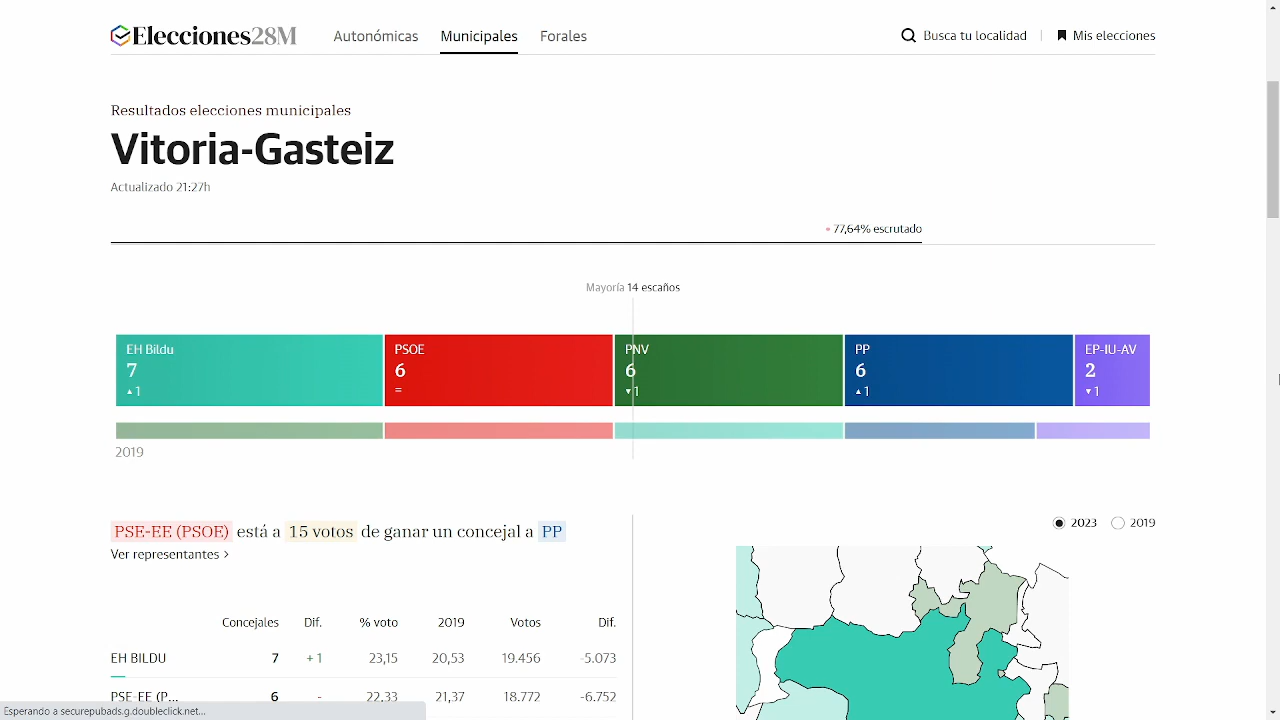 Elecciones28M
Autonómicas Municipales Forales
Busca tu localidad | Mis elecciones
Resultados elecciones municipales
Vitoria-Gasteiz
Actualizado 21:27h
77,64% escrutado
Mayoría 14 escaños
EH Bildu
7
▲ 1
PSOE
6
=
PNV
6
▼ 1
PP
6
▲ 1
EP-IU-AV
2
▼ 1
2019
PSE-EE (PSOE) está a 15 votos de ganar un concejal a PP
Ver representantes >
2023 2019
Concejales Dif. % voto 2019 Votos Dif.
EH BILDU 7 +1 23,15 20,53 19.456 -5.073
PSE-EE (P... 6 - 22,33 21,37 18.772 -6.752
Esperando a securepubads.g.doubleclick.net...